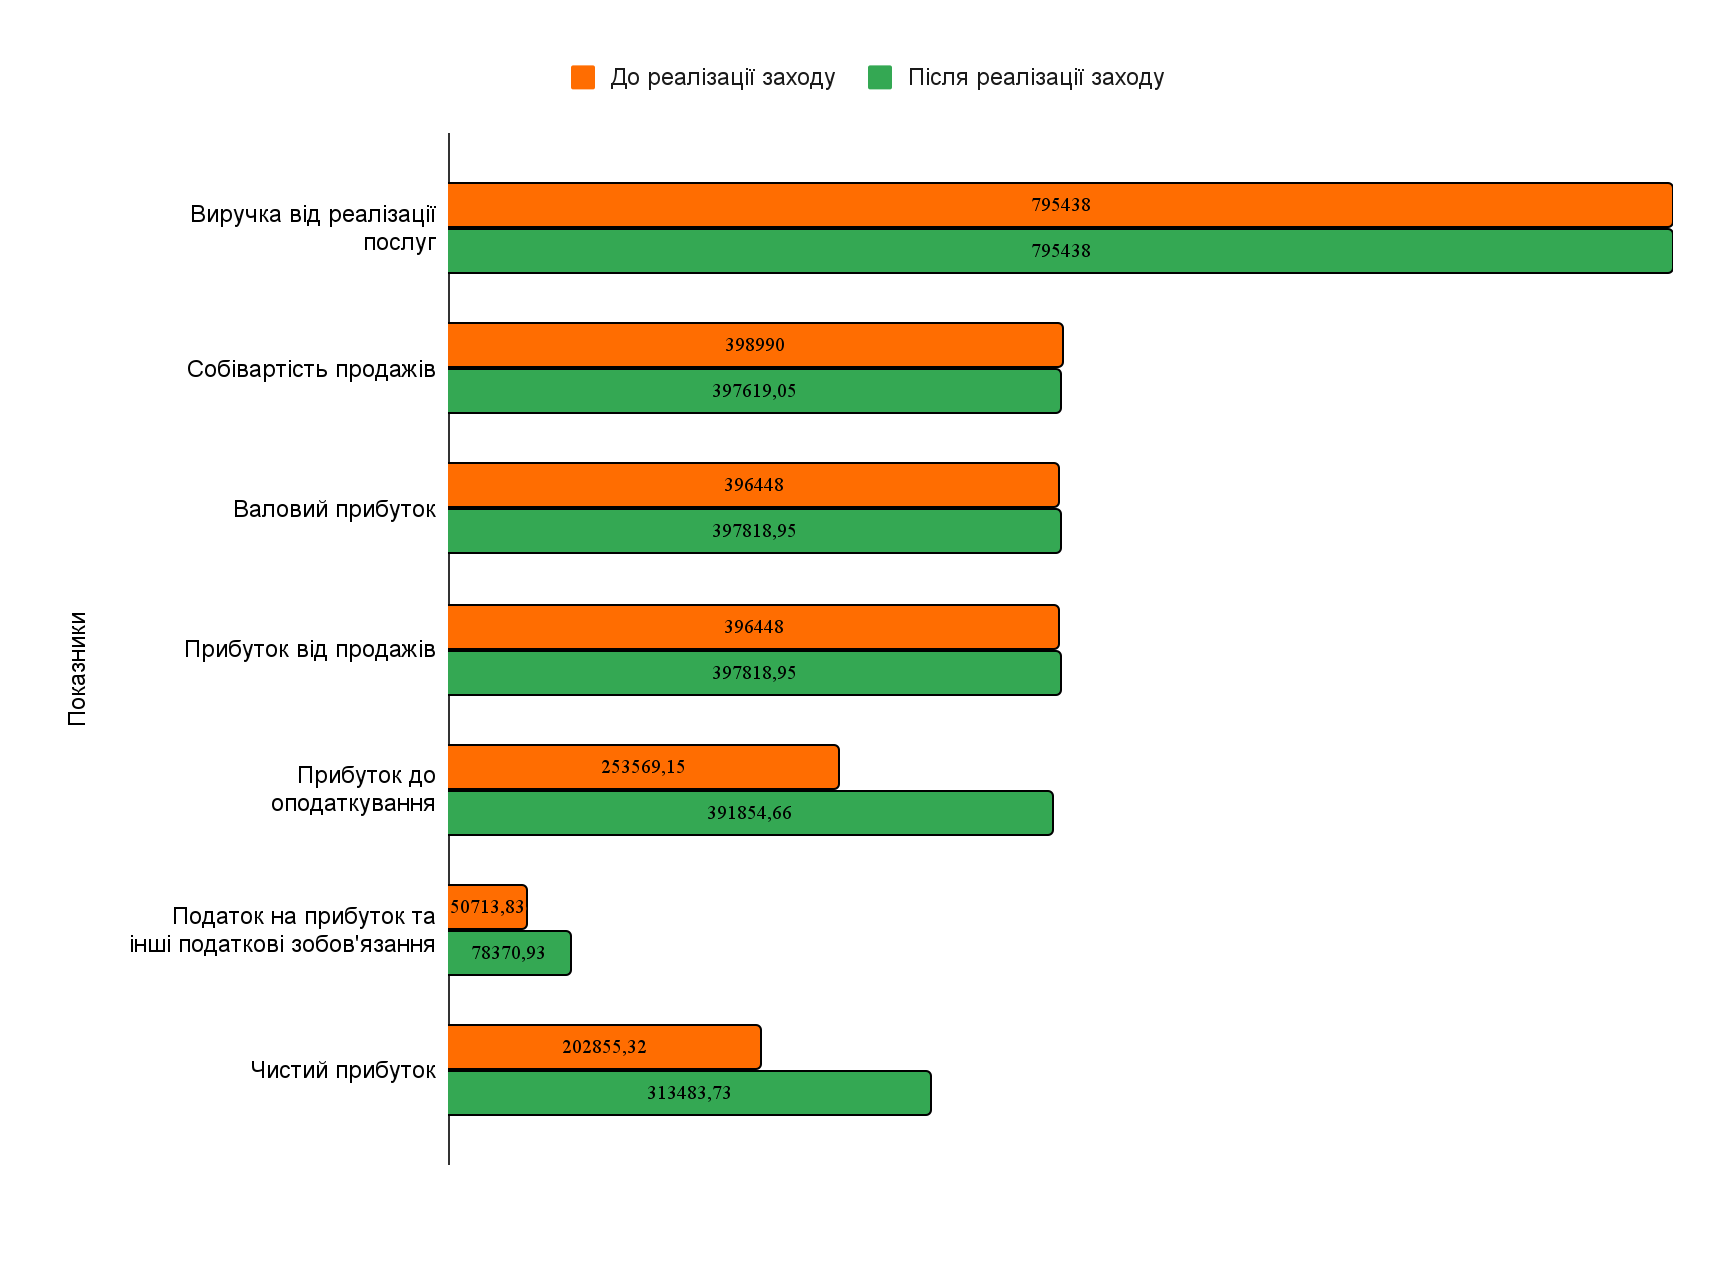 До реалізації заходу
Після реалізації заходу
Виручка від реалізації
послуг
795438
795438
Собівартість продажів
398990
397619,05
Валовий прибуток
396448
397818,95
Прибуток від продажів
396448
397818,95
Показники
Прибуток до
оподаткування
253569,15
391854,66
Податок на прибуток та
інші податкові зобов'язання
50713,83
78370,93
Чистий прибуток
202855,32
313483,73